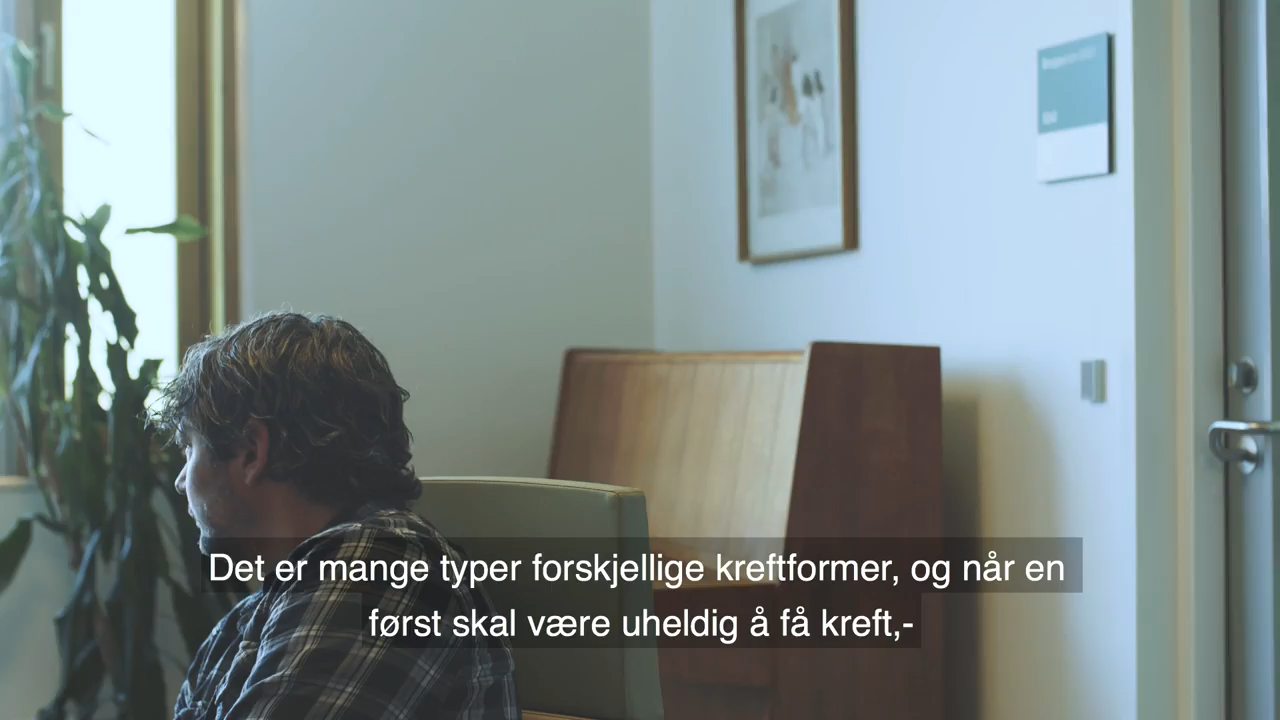 Det er mange typer forskjellige kreftformer, og når en
først skal være uheldig å få kreft,-